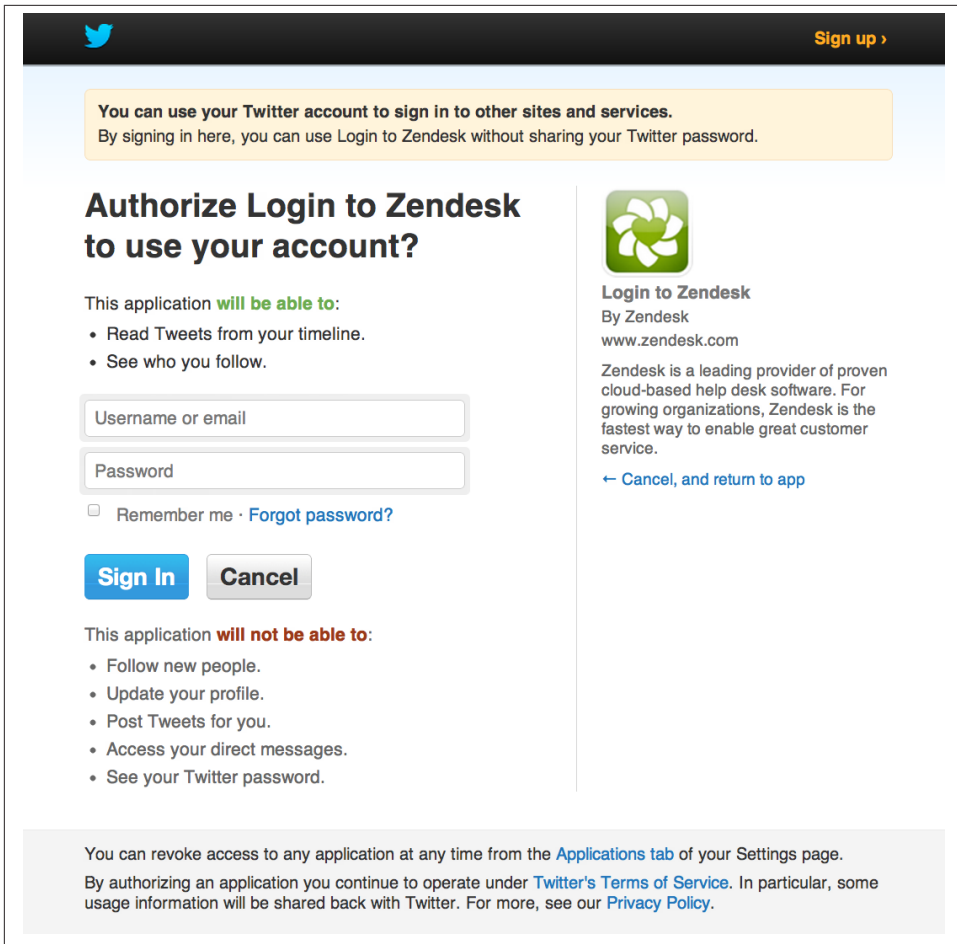 Sign up ›
You can use your Twitter account to sign in to other sites and services.
By signing in here, you can use Login to Zendesk without sharing your Twitter password.
Authorize Login to Zendesk
to use your account?
This application will be able to:
• Read Tweets from your timeline.
• See who you follow.
Username or email
Password
Remember me · Forgot password?
Sign In
Cancel
This application will not be able to:
• Follow new people.
• Update your profile.
• Post Tweets for you.
• Access your direct messages.
• See your Twitter password.
Login to Zendesk
By Zendesk
www.zendesk.com
Zendesk is a leading provider of proven
cloud-based help desk software. For
growing organizations, Zendesk is the
fastest way to enable great customer
service.
← Cancel, and return to app
You can revoke access to any application at any time from the Applications tab of your Settings page.
By authorizing an application you continue to operate under Twitter's Terms of Service. In particular, some
usage information will be shared back with Twitter. For more, see our Privacy Policy.